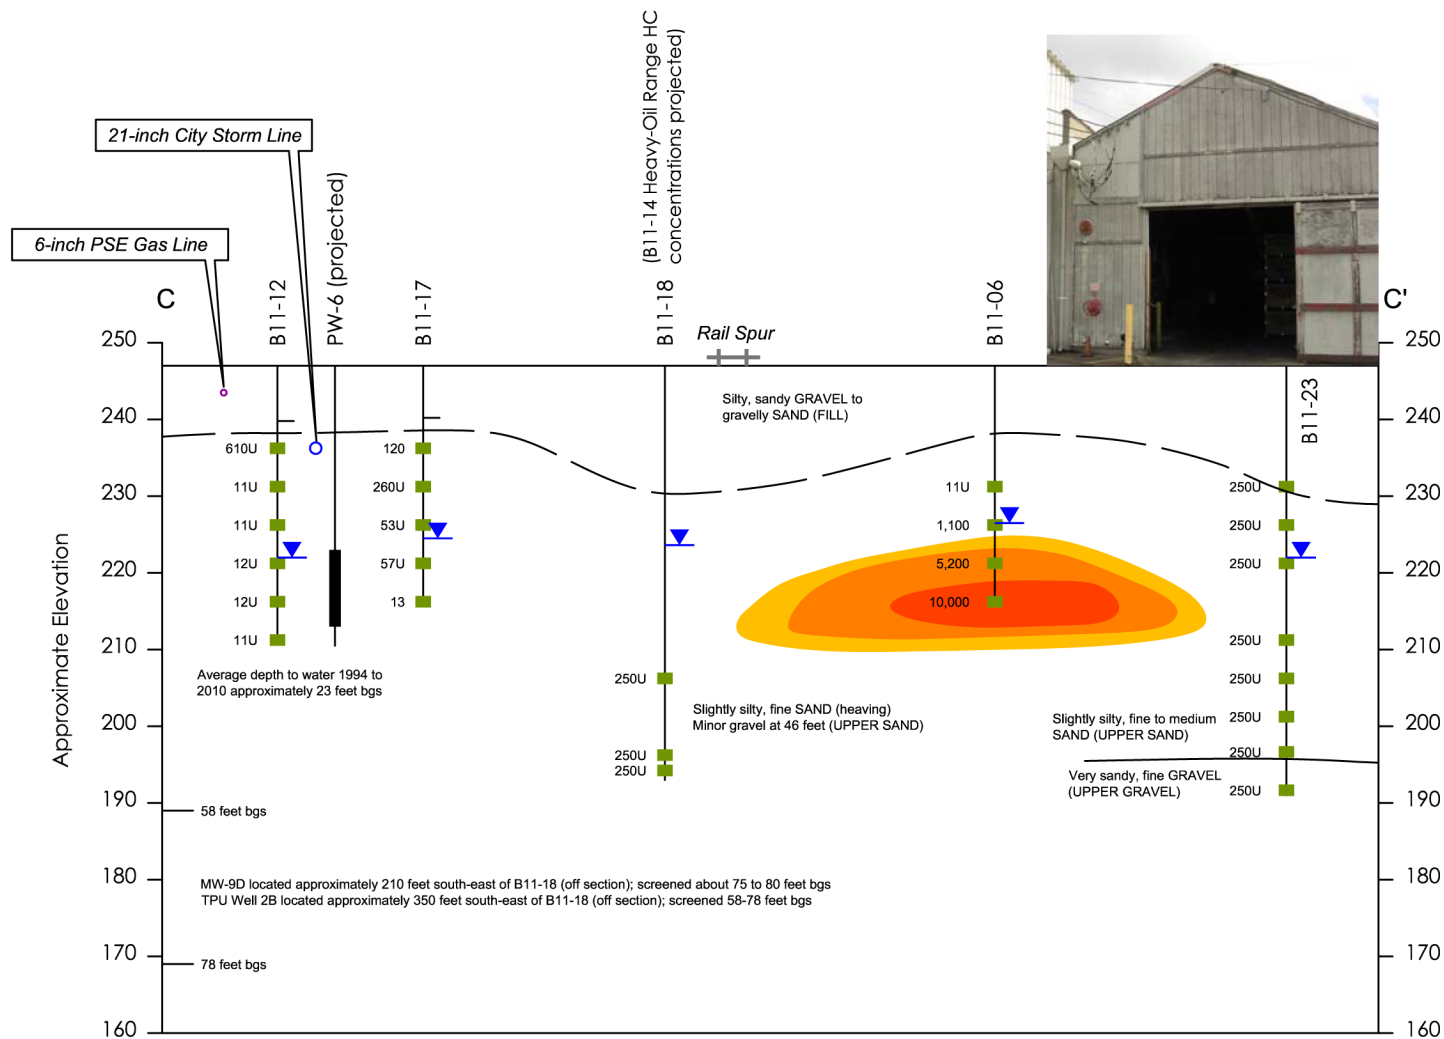 (B11-14 Heavy-Oil Range HC
concentrations projected)
21-inch City Storm Line
6-inch PSE Gas Line
C
B11-12
PW-6 (projected)
B11-17
B11-18
Rail Spur
B11-06
C'
B11-23
Approximate Elevation
250
240
230
220
210
200
190
180
170
160
250
240
230
220
210
200
190
180
170
160
Silty, sandy GRAVEL to
gravelly SAND (FILL)
610U
11U
11U
12U
12U
11U
120
260U
53U
57U
13
250U
250U
250U
11U
1,100
5,200
10,000
250U
250U
250U
250U
250U
250U
250U
250U
Average depth to water 1994 to
2010 approximately 23 feet bgs
Slightly silty, fine SAND (heaving)
Minor gravel at 46 feet (UPPER SAND)
Slightly silty, fine to medium
SAND (UPPER SAND)
Very sandy, fine GRAVEL
(UPPER GRAVEL)
58 feet bgs
MW-9D located approximately 210 feet south-east of B11-18 (off section); screened about 75 to 80 feet bgs
TPU Well 2B located approximately 350 feet south-east of B11-18 (off section); screened 58-78 feet bgs
78 feet bgs